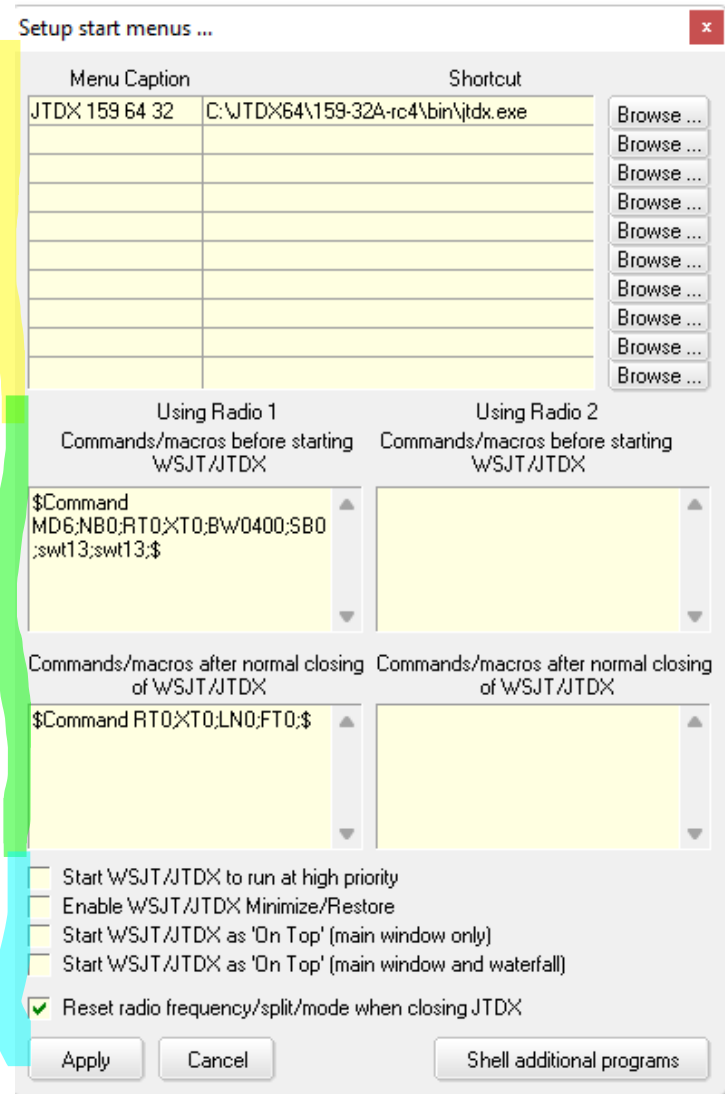 Setup start menus ...
x
Menu Caption Shortcut
JTDX 159 64 32 C:\JTDX64\159-32A-rc4\bin\jtdx.exe Browse ...
Browse ...
Browse ...
Browse ...
Browse ...
Browse ...
Browse ...
Browse ...
Browse ...
Browse ...
Using Radio 1
Commands/macros before starting
WSJT/JTDX
Using Radio 2
Commands/macros before starting
WSJT/JTDX
$Command
MD6;NB0;RT0;XT0;BW0400;SB0
;swt13;swt13;$
Commands/macros after normal closing
of WSJT/JTDX
Commands/macros after normal closing
of WSJT/JTDX
$Command RT0;XT0;LN0;FT0;$
Start WSJT/JTDX to run at high priority
Enable WSJT/JTDX Minimize/Restore
Start WSJT/JTDX as 'On Top' (main window only)
Start WSJT/JTDX as 'On Top' (main window and waterfall)
Reset radio frequency/split/mode when closing JTDX
Apply Cancel Shell additional programs